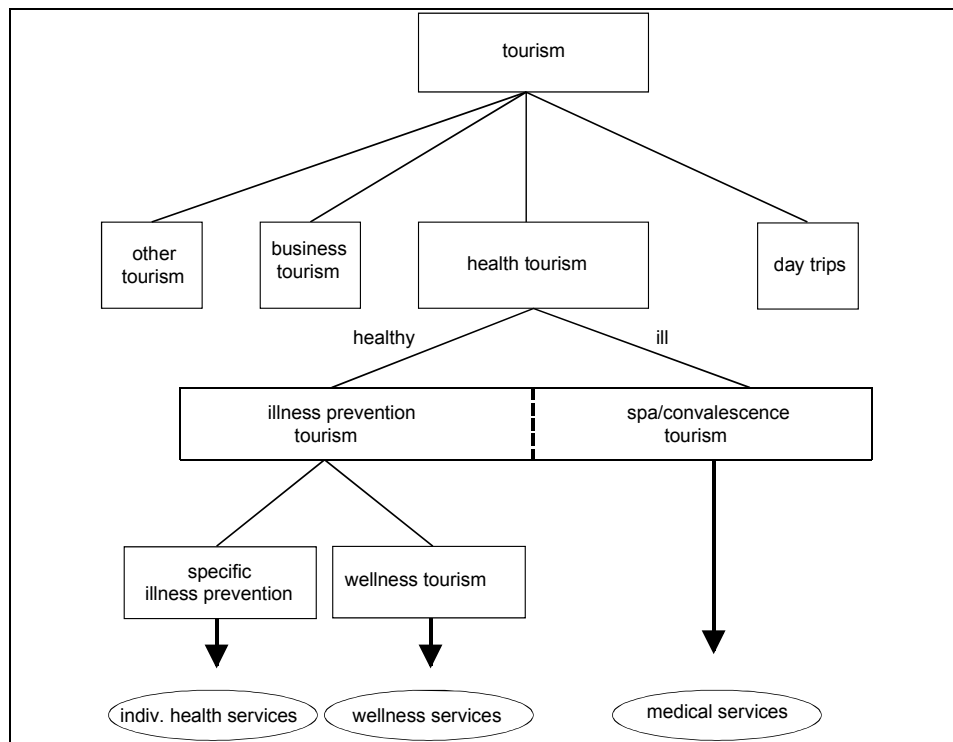 tourism
other
tourism
business
tourism
health tourism
day trips
healthy
ill
illness prevention
tourism
spa/convalescence
tourism
specific
illness prevention
wellness tourism
indiv. health services
wellness services
medical services